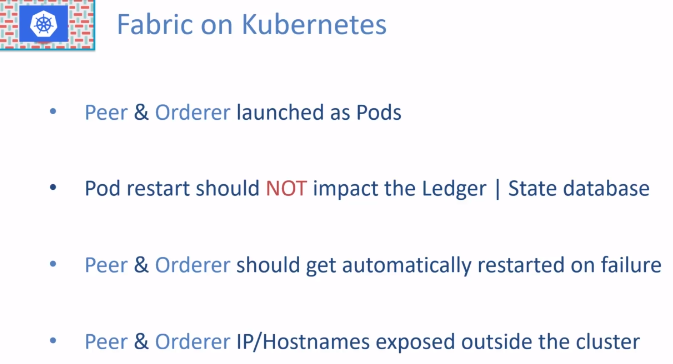 Fabric on Kubernetes
• Peer & Orderer launched as Pods
• Pod restart should NOT impact the Ledger | State database
• Peer & Orderer should get automatically restarted on failure
• Peer & Orderer IP/Hostnames exposed outside the cluster